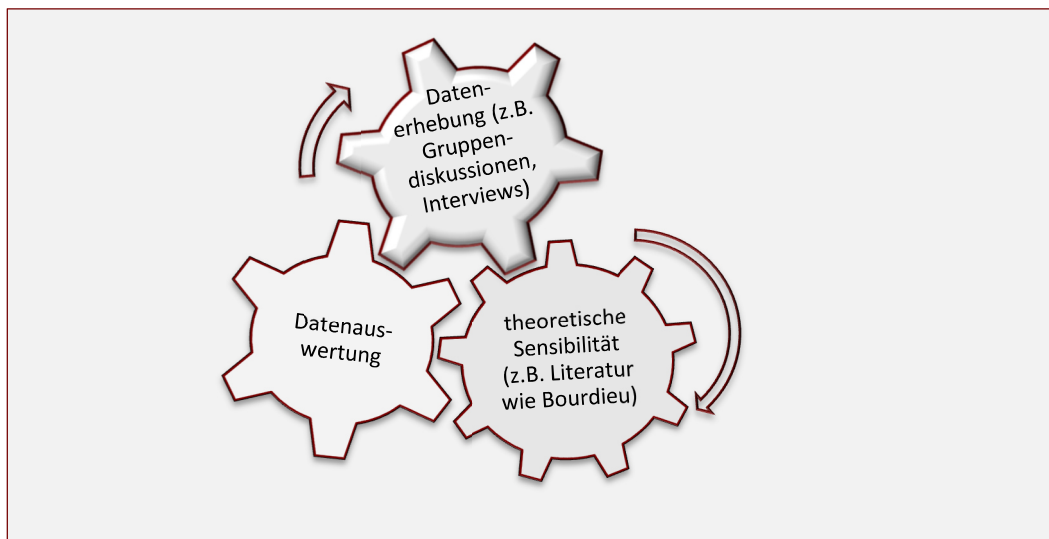 Daten-
erhebung (z.B.
Gruppen-
diskussionen,
Interviews)
Datenaus-
wertung
theoretische
Sensibilität
(z.B. Literatur
wie Bourdieu)